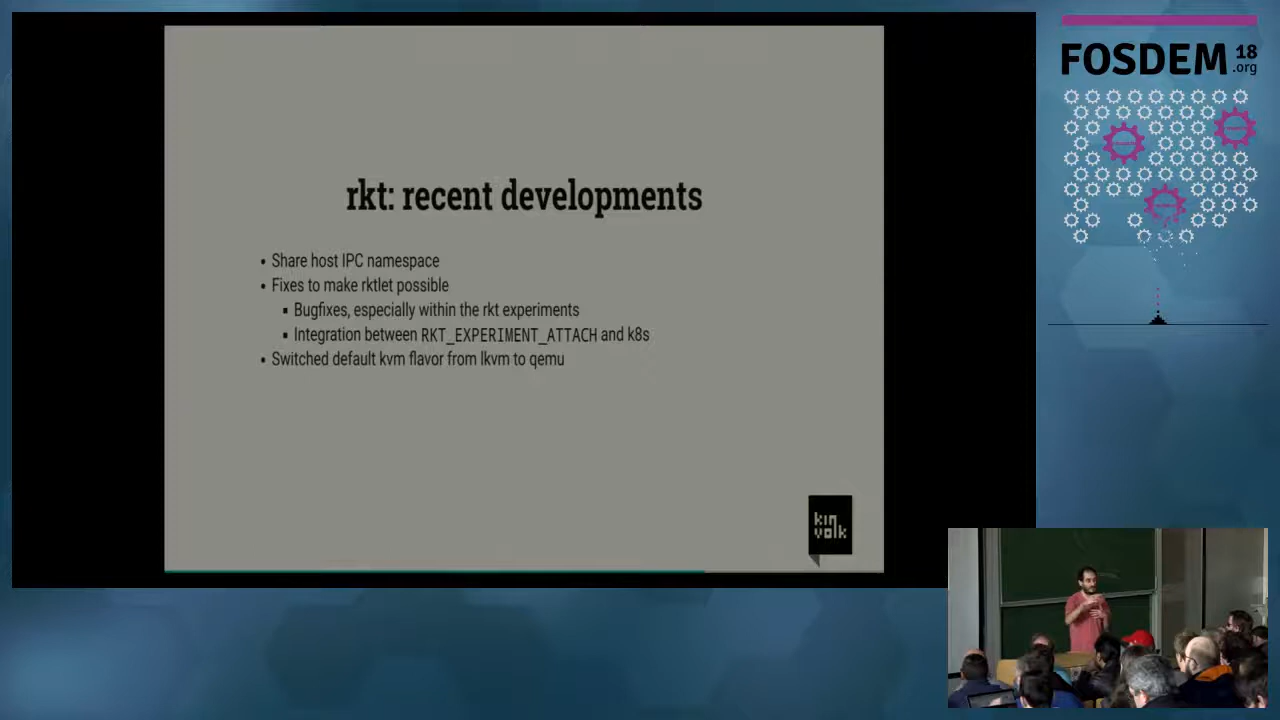 rkt: recent developments
• Share host IPC namespace
• Fixes to make rktlet possible
▪ Bugfixes, especially within the rkt experiments
▪ Integration between RKT_EXPERIMENT_ATTACH and k8s
• Switched default kvm flavor from lkvm to qemu
kin
volk
FOSDEM 18
.org